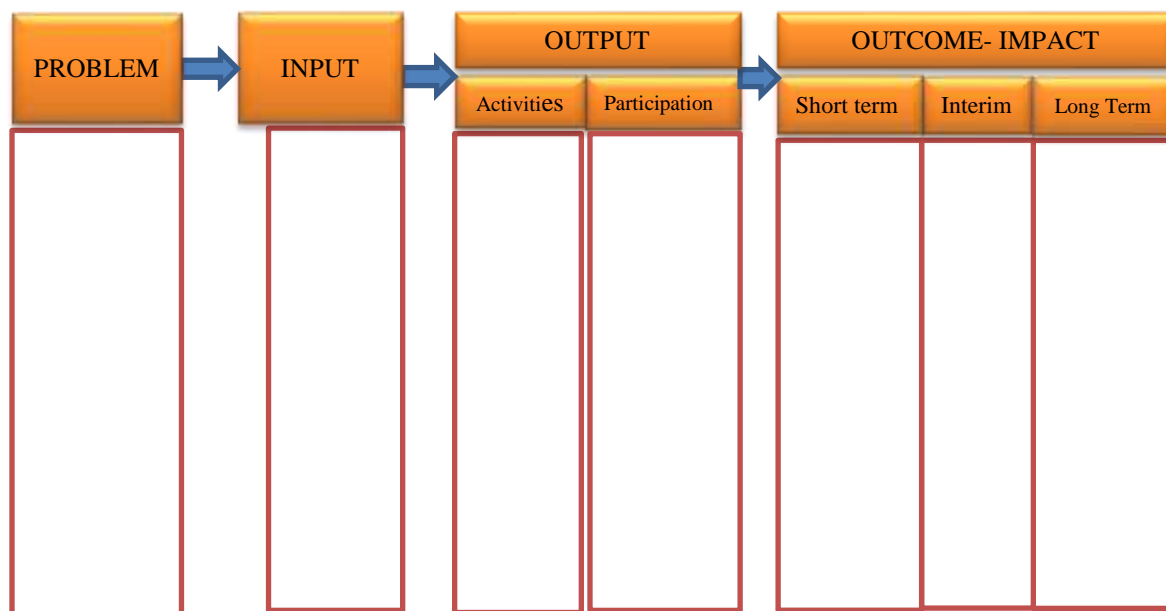 PROBLEM
INPUT
OUTPUT
Activities
Participation
OUTCOME- IMPACT
Short term
Interim
Long Term